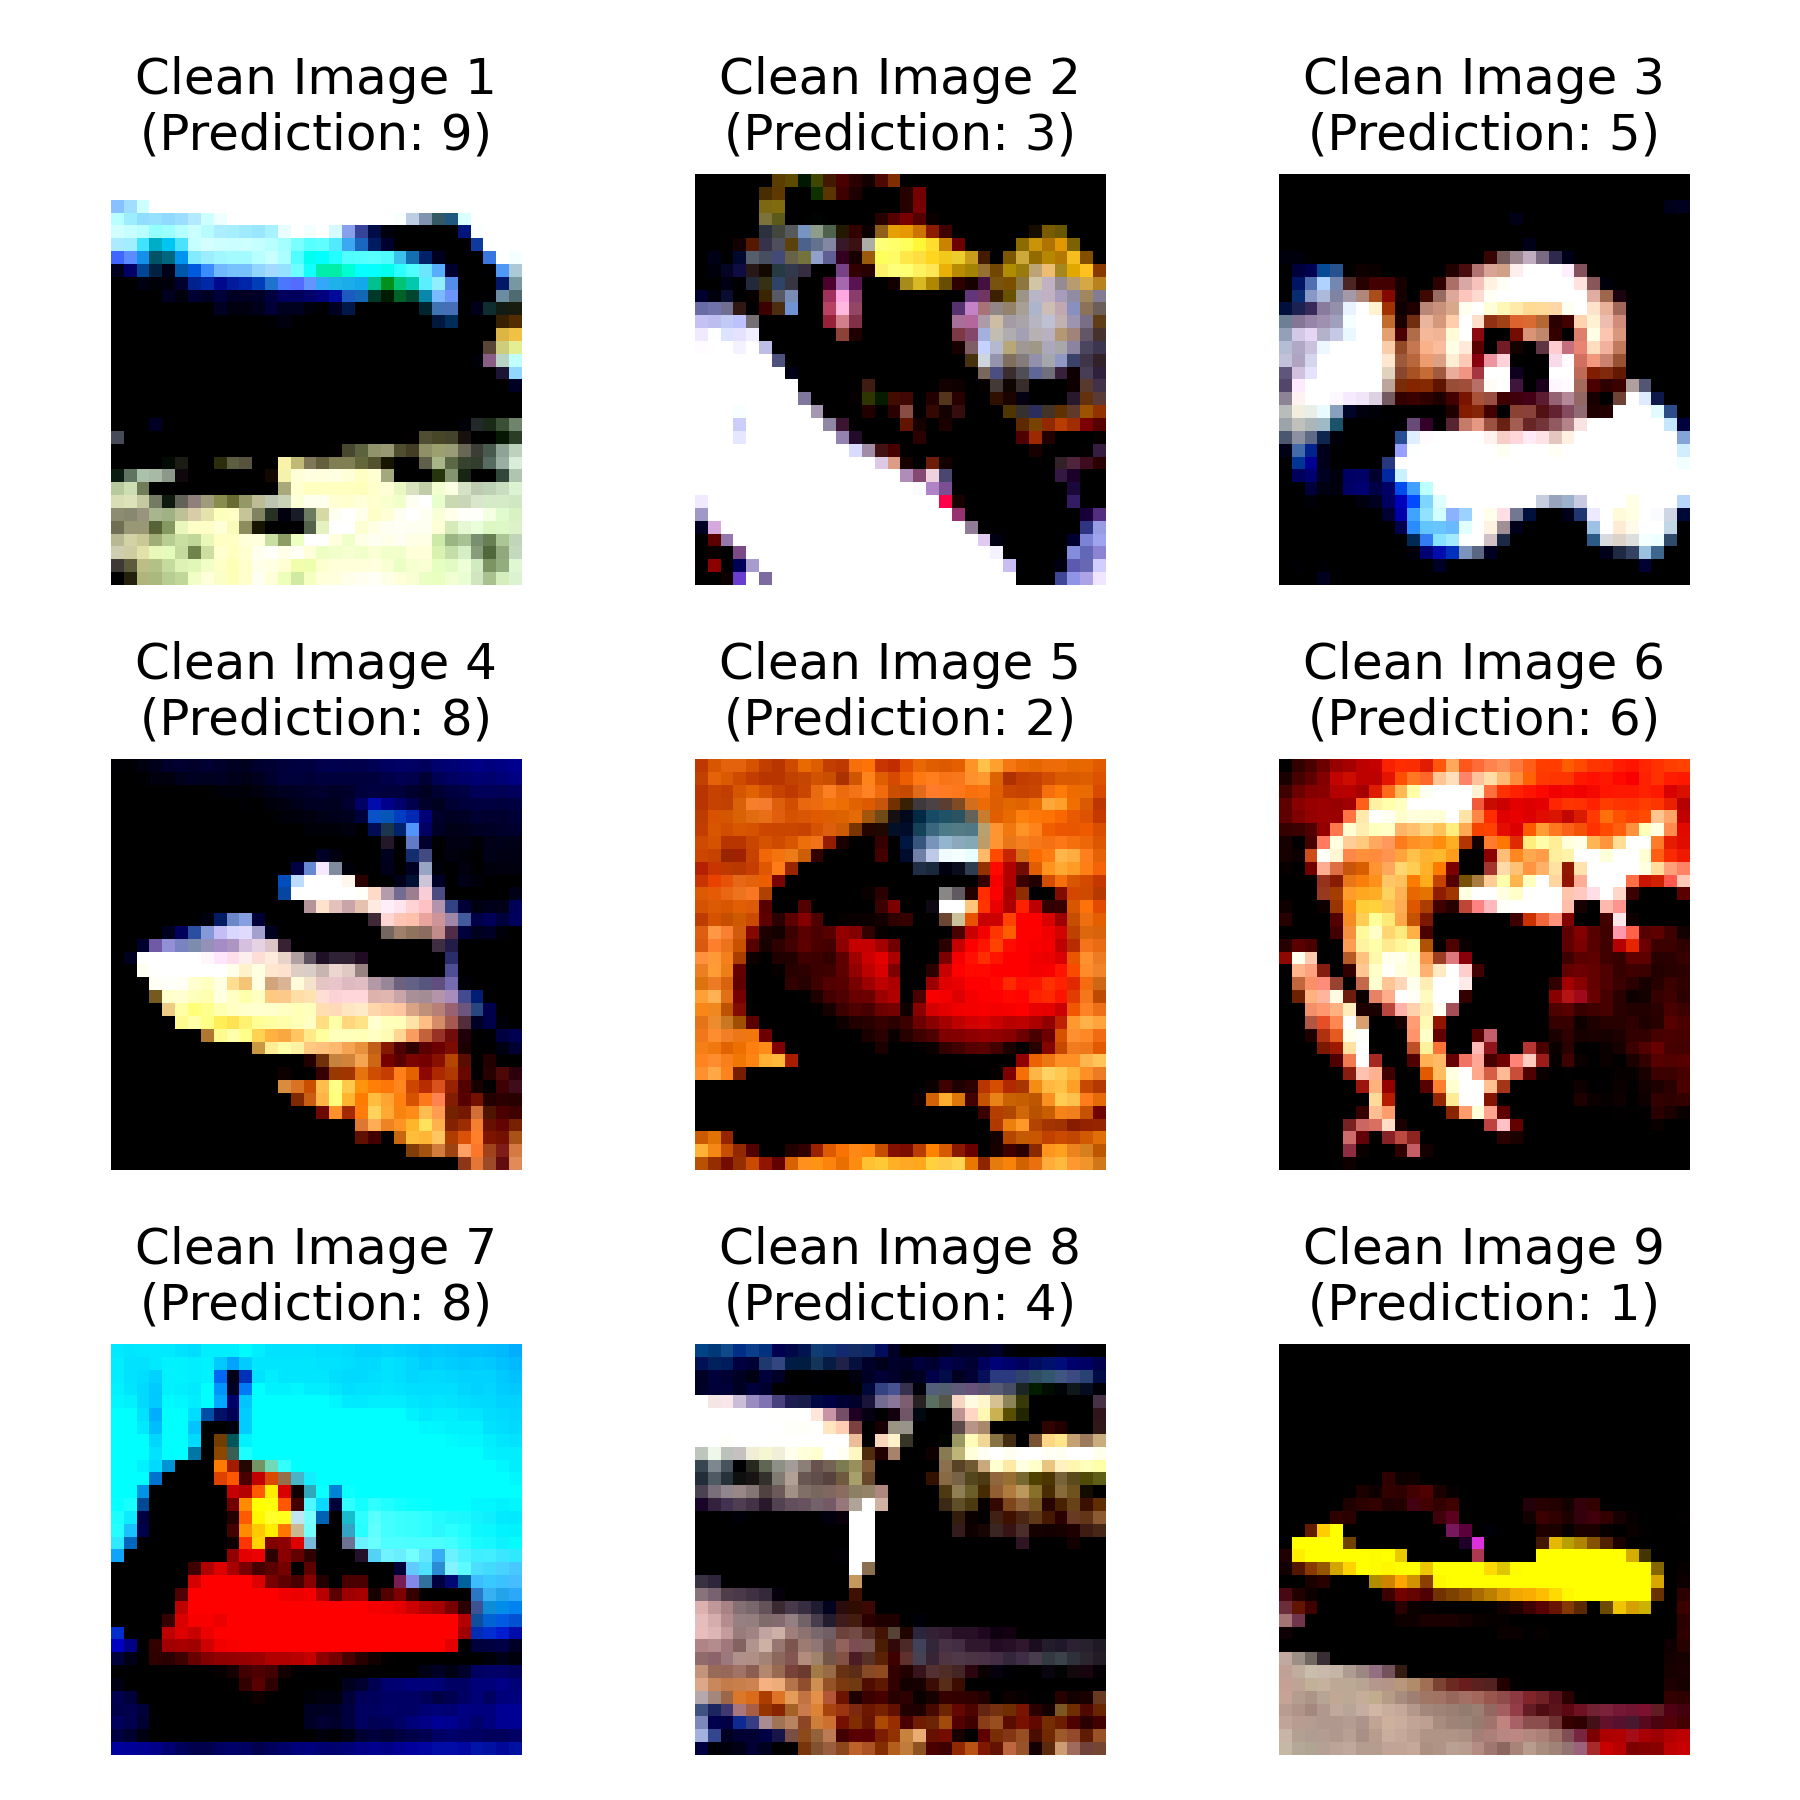 Clean Image 1
(Prediction: 9)
Clean Image 2
(Prediction: 3)
Clean Image 3
(Prediction: 5)
Clean Image 4
(Prediction: 8)
Clean Image 5
(Prediction: 2)
Clean Image 6
(Prediction: 6)
Clean Image 7
(Prediction: 8)
Clean Image 8
(Prediction: 4)
Clean Image 9
(Prediction: 1)